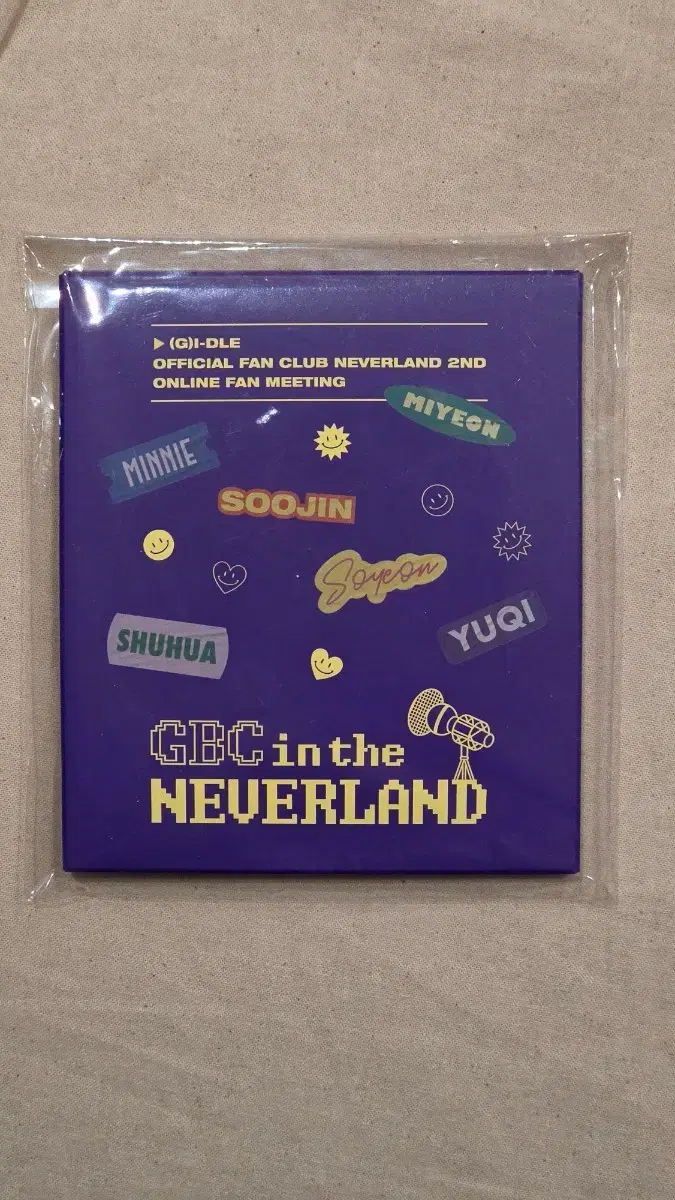 (G)I-DLE
OFFICIAL FAN CLUB NEVERLAND 2ND
ONLINE FAN MEETING
MIYEON
MINNIE
SOOJIN
Soyeon
SHUHUA
YUQI
GBC in the
NEVERLAND